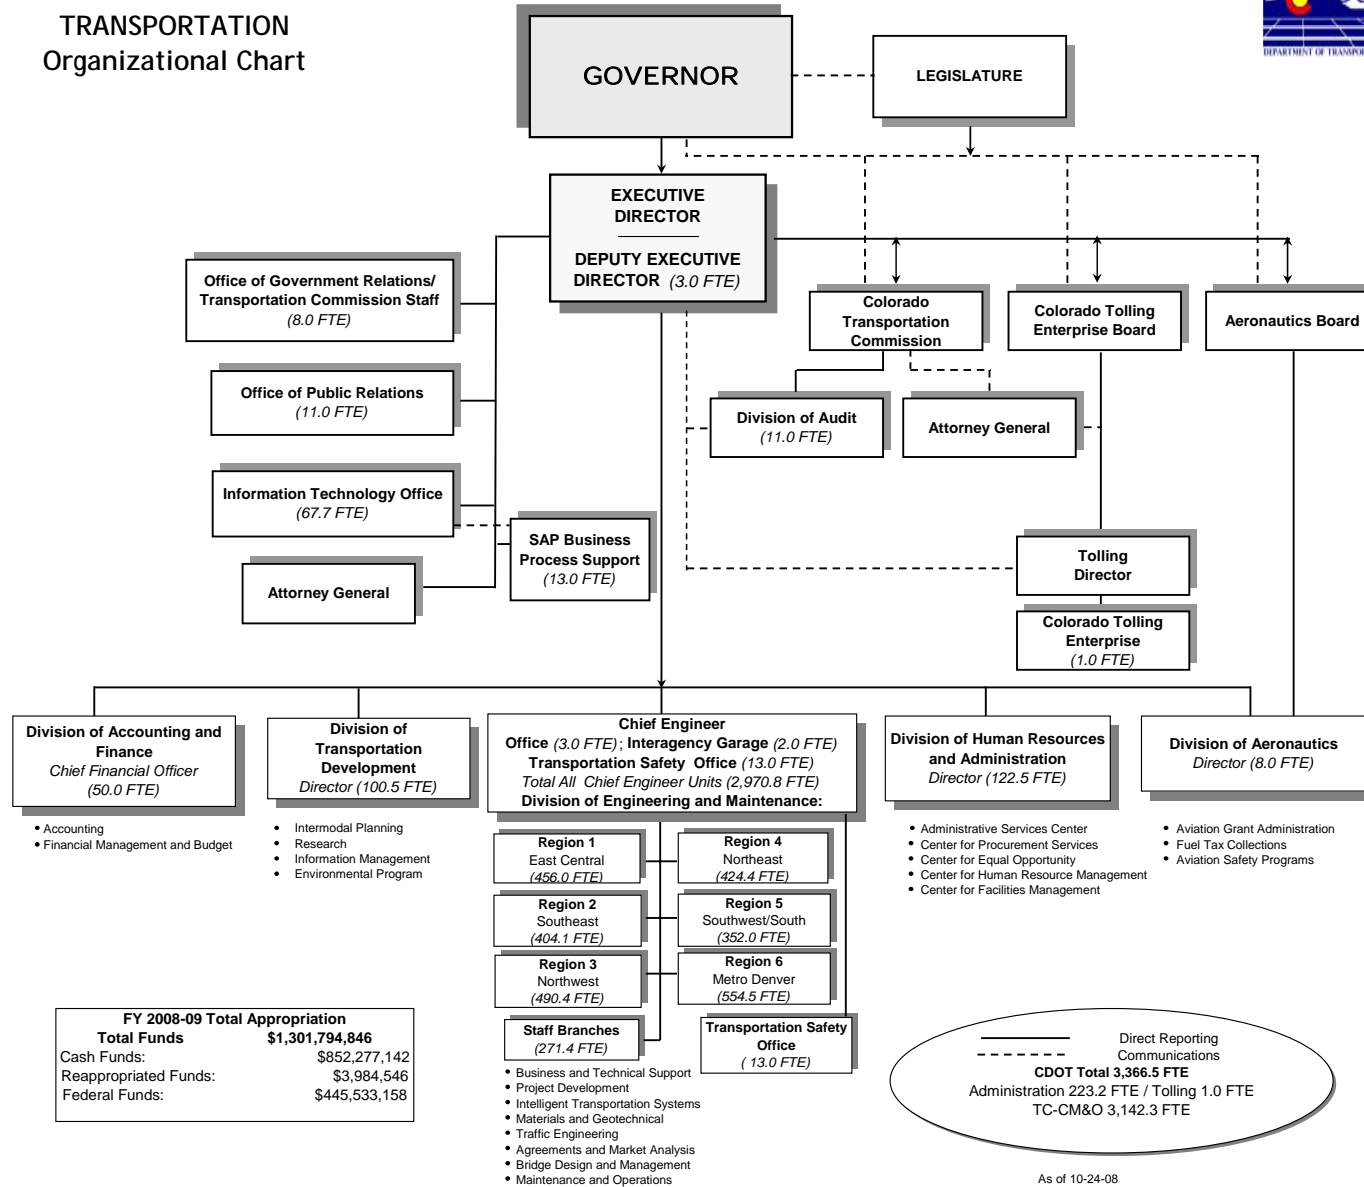 TRANSPORTATION
Organizational Chart
GOVERNOR
LEGISLATURE
DEPARTMENT OF
EXECUTIVE
DIRECTOR
DEPUTY EXECUTIVE
DIRECTOR (3.0 FTE)
Office of Government Relations/
Transportation Commission Staff
(8.0 FTE)
Colorado
Transportation
Commission
Colorado Tolling
Enterprise Board
Aeronautics Board
Office of Public Relations
(11.0 FTE)
Division of Audit
(11.0 FTE)
Attorney General
Information Technology Office
(67.7 FTE)
SAP Business
Process Support
(13.0 FTE)
Attorney General
Tolling
Director
Colorado Tolling
Enterprise
(1.0 FTE)
Division of Accounting and
Finance
Chief Financial Officer
(50.0 FTE)
Accounting
Financial Management and Budget
Division of
Transportation
Development
Director (100.5 FTE)
Intermodal Planning
Research
Information Management
Environmental Program
Chief Engineer
Office (3.0 FTE); Interagency Garage (2.0 FTE)
Transportation Safety Office (13.0 FTE)
Total All Chief Engineer Units (2,970.8 FTE)
Division of Engineering and Maintenance:
Division of Human Resources
and Administration
Director (122.5 FTE)
Administrative Services Center
Center for Procurement Services
Center for Equal Opportunity
Center for Human Resource Management
Center for Facilities Management
Division of Aeronautics
Director (8.0 FTE)
Aviation Grant Administration
Fuel Tax Collections
Aviation Safety Programs
Region 1
East Central
(456.0 FTE)
Region 4
Northeast
(424.4 FTE)
Region 2
Southeast
(404.1 FTE)
Region 5
Southwest/South
(352.0 FTE)
Region 3
Northwest
(490.4 FTE)
Region 6
Metro Denver
(554.5 FTE)
Staff Branches
(271.4 FTE)
Transportation Safety
Office
( 13.0 FTE)
Business and Technical Support
Project Development
Intelligent Transportation Systems
Materials and Geotechnical
Traffic Engineering
Agreements and Market Analysis
Bridge Design and Management
Maintenance and Operations
FY 2008-09 Total Appropriation
Total Funds $1,301,794,846
Cash Funds: $852,277,142
Reappropriated Funds: $3,984,546
Federal Funds: $445,533,158
Direct Reporting
Communications
CDOT Total 3,366.5 FTE
Administration 223.2 FTE / Tolling 1.0 FTE
TC-CM&O 3,142.3 FTE
As of 10-24-08